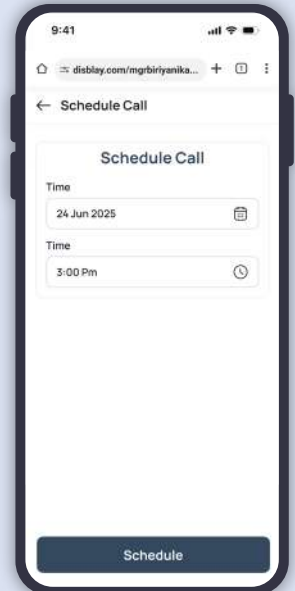 9:41
disblay.com/mgrbiriyanika...
Schedule Call
Schedule Call
Time
24 Jun 2025
Time
3:00 Pm
Schedule